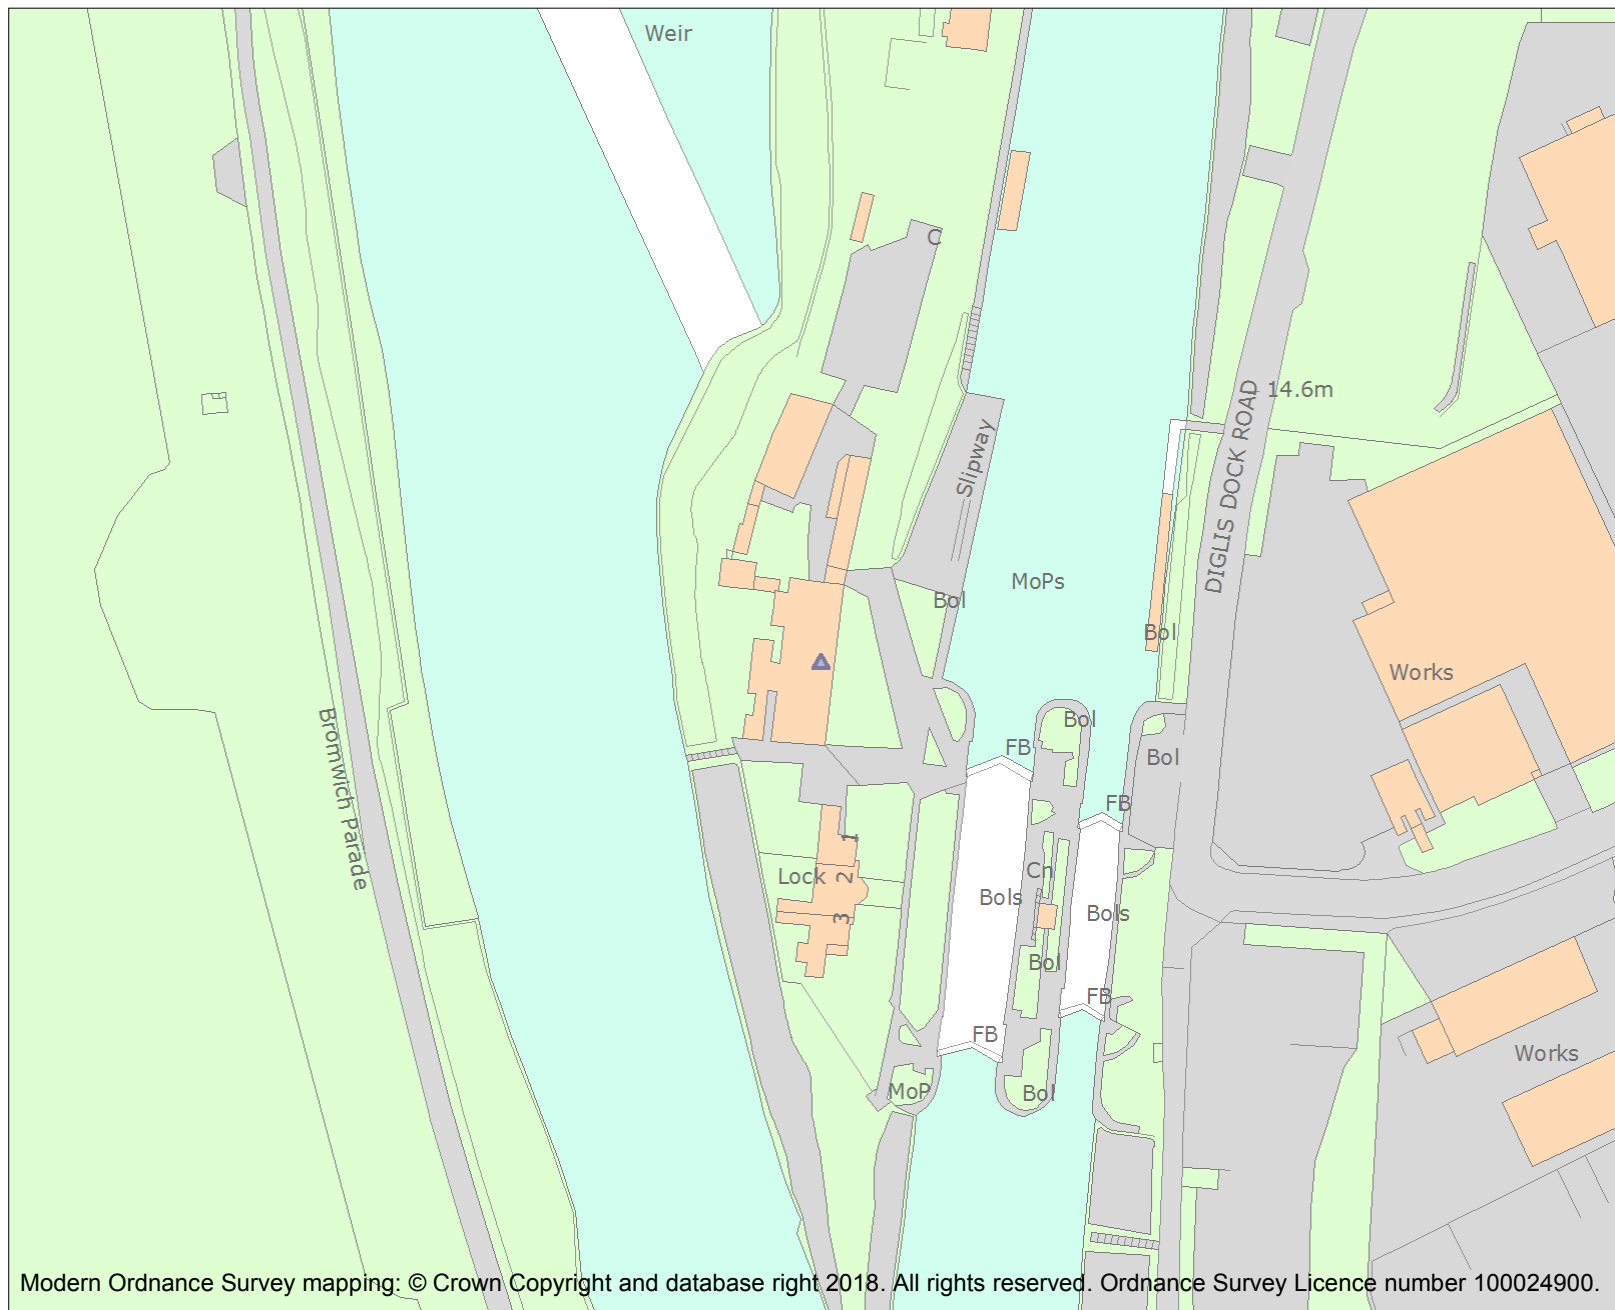 Weir
C
14.6m
DIGLIS DOCK ROAD
Slipway
MoPs
Bol
Bol
Works
Bol
FB
Bol
Bromwich Parade
FB
1
Lock
2
Cn
Bols
Bols
3
Bol
FB
FB
Works
MoP
Bol
Modern Ordnance Survey mapping: © Crown Copyright and database right 2018. All rights reserved. Ordnance Survey Licence number 100024900.